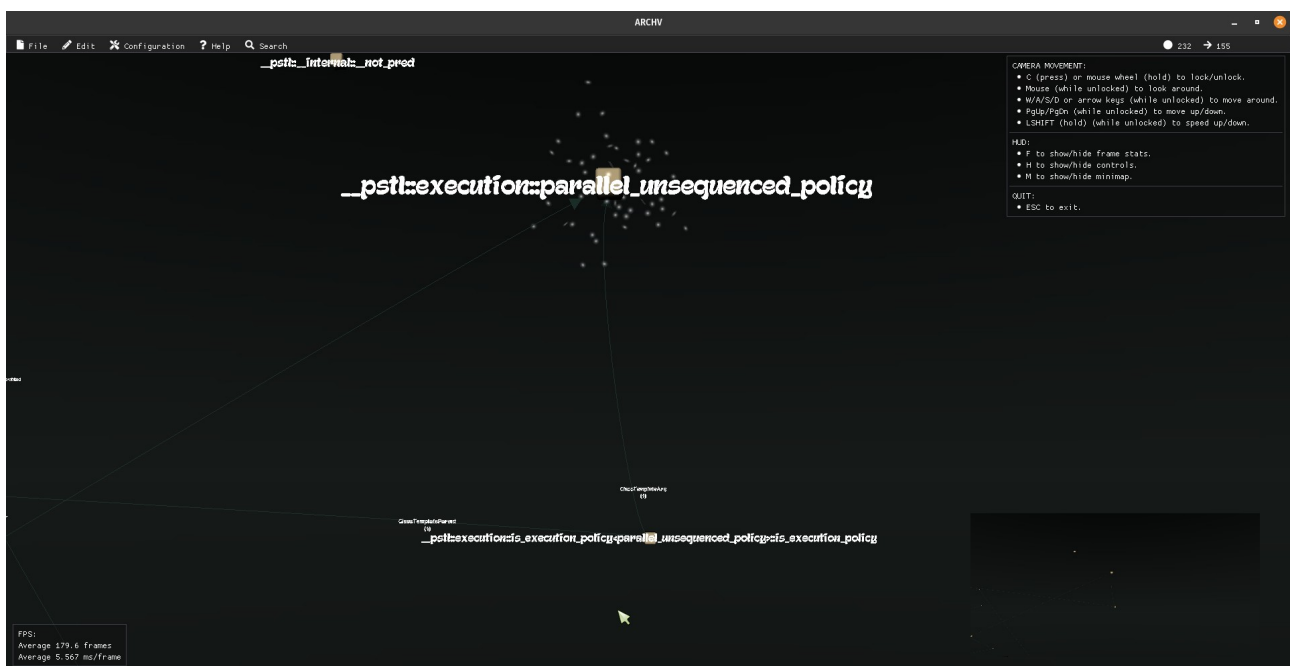 ARCHV
File Edit Configuration Help Search 232 155
__pstl::__internal::__not_pred
CAMERA MOVEMENT:
• C (press) or mouse wheel (hold) to lock/unlock.
• Mouse (while unlocked) to look around.
• W/A/S/D or arrow keys (while unlocked) to move around.
• PgUp/PgDn (while unlocked) to move up/down.
• LSHIFT (hold) (while unlocked) to speed up/down.
HUD:
• F to show/hide frame stats.
• H to show/hide controls.
• M to show/hide minimap.
QUIT:
• ESC to exit.
__pstl::execution::parallel_unsequenced_policy
ClassTemplateArg
(1)
ClassTemplateParent
(1)
__pstl::execution::is_execution_policy<parallel_unsequenced_policy>::is_execution_policy
FPS:
Average 179.6 frames
Average 5.567 ms/frame